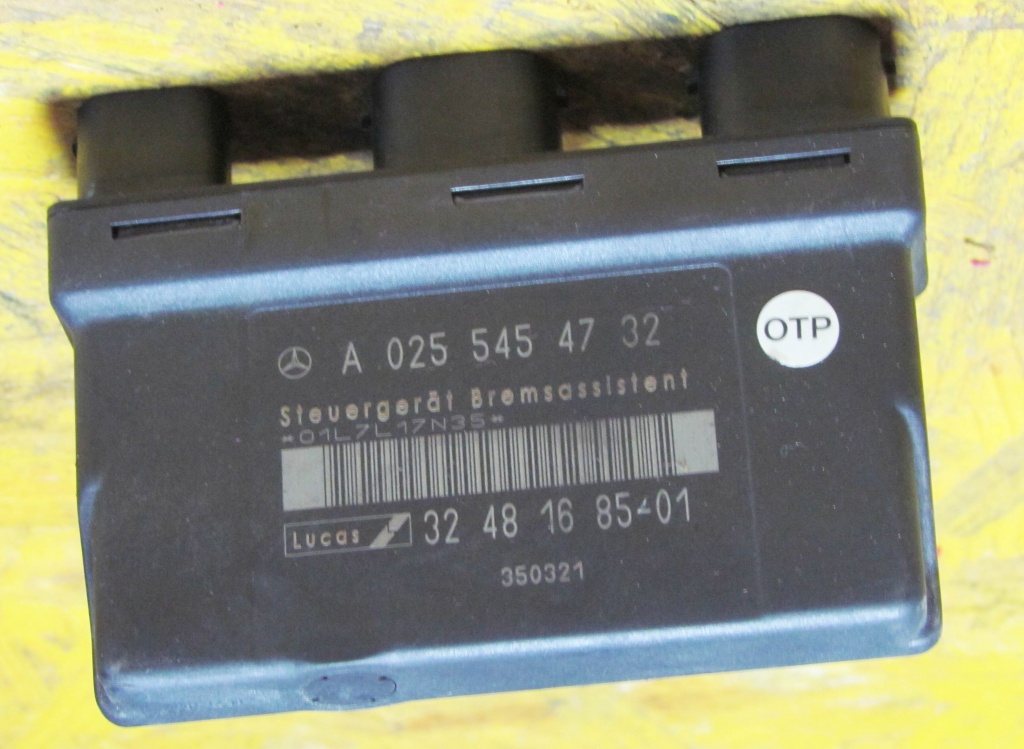 A 025 545 47 32
OTP
Steuergerät Bremsassistent
*01L7L17N35*
Lucas 32 48 16 85-01
350321